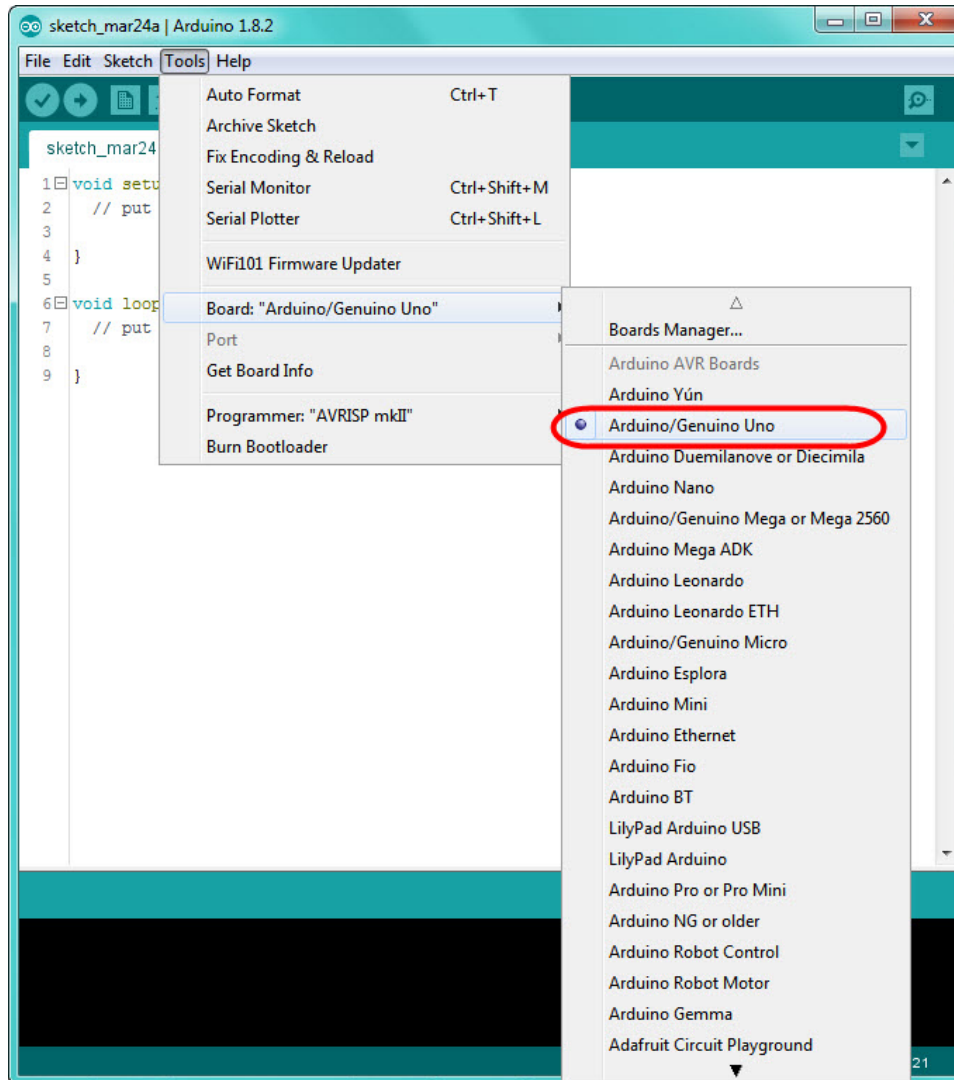 sketch_mar24a | Arduino 1.8.2
File Edit Sketch Tools Help
sketch_mar24
1 void setu
2 // put
3
4 }
5
6 void loop
7 // put
8
9 }
Auto Format Ctrl+T
Archive Sketch
Fix Encoding & Reload
Serial Monitor Ctrl+Shift+M
Serial Plotter Ctrl+Shift+L
WiFi101 Firmware Updater
Board: "Arduino/Genuino Uno"
Port
Get Board Info
Programmer: "AVRISP mkII"
Burn Bootloader
Boards Manager...
Arduino AVR Boards
Arduino Yún
Arduino/Genuino Uno
Arduino Duemilanove or Diecimila
Arduino Nano
Arduino/Genuino Mega or Mega 2560
Arduino Mega ADK
Arduino Leonardo
Arduino Leonardo ETH
Arduino/Genuino Micro
Arduino Esplora
Arduino Mini
Arduino Ethernet
Arduino Fio
Arduino BT
LilyPad Arduino USB
LilyPad Arduino
Arduino Pro or Pro Mini
Arduino NG or older
Arduino Robot Control
Arduino Robot Motor
Arduino Gemma
Adafruit Circuit Playground
21